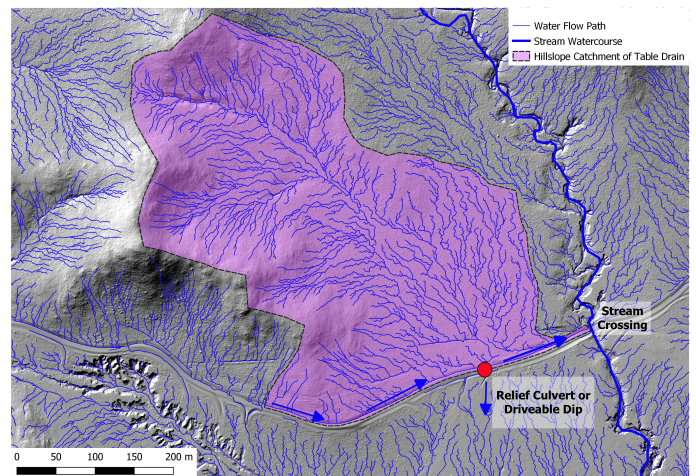 Water Flow Path
Stream Watercourse
Hillslope Catchment of Table Drain
Stream
Crossing
Relief Culvert or
Driveable Dip
0 50 100 150 200 m